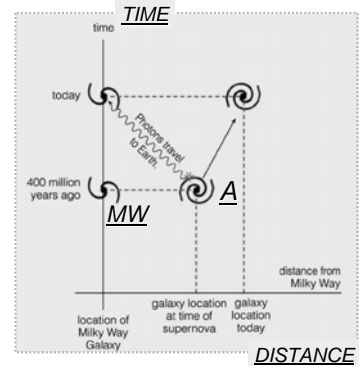 TIME
time
today
Photons travel
to Earth.
400 million
years ago
MW
A
distance from
Milky Way
location of
Milky Way
Galaxy
galaxy location
at time of
supernova
galaxy
location
today
DISTANCE